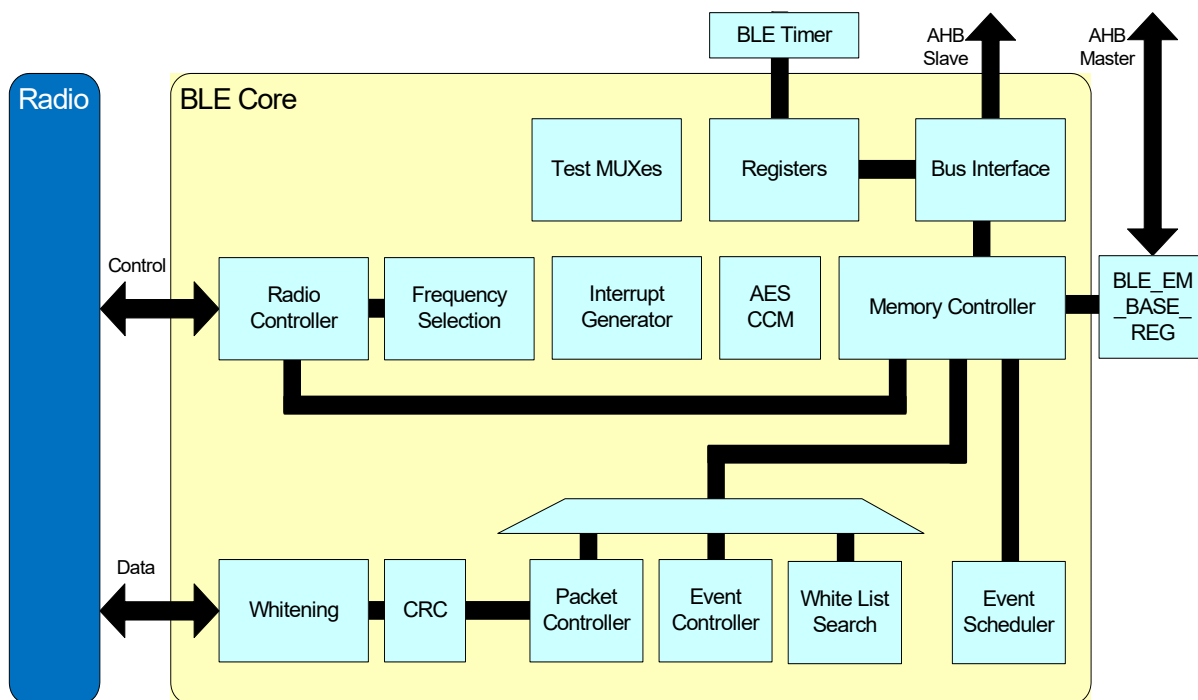 BLE Timer
AHB
Slave
AHB
Master
Radio
BLE Core
Test MUXes
Registers
Bus Interface
Control
Radio
Controller
Frequency
Selection
Interrupt
Generator
AES
CCM
Memory Controller
BLE_EM
_BASE_
REG
Data
Whitening
CRC
Packet
Controller
Event
Controller
White List
Search
Event
Scheduler